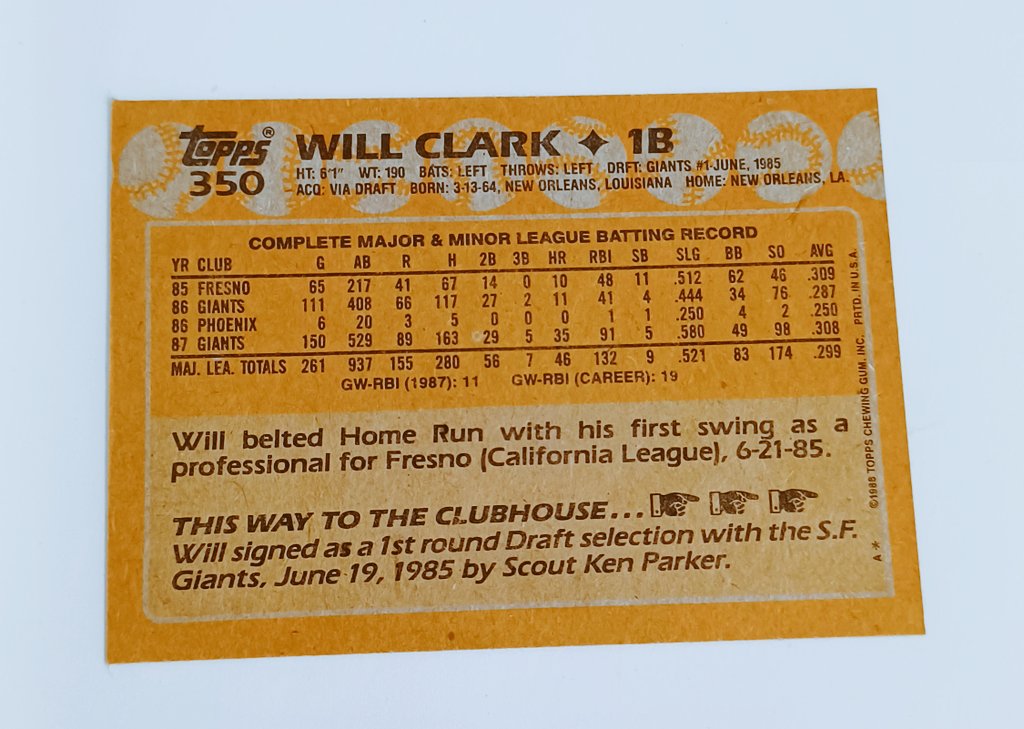 Topps® WILL CLARK ✦ 1B
350 HT: 6'1" WT: 190 BATS: LEFT THROWS: LEFT DRFT: GIANTS #1-JUNE, 1985
ACQ: VIA DRAFT BORN: 3-13-64, NEW ORLEANS, LOUISIANA HOME: NEW ORLEANS, LA.
COMPLETE MAJOR & MINOR LEAGUE BATTING RECORD
YR CLUB G AB R H 2B 3B HR RBI SB SLG BB SO AVG
85 FRESNO 65 217 41 67 14 0 10 48 11 .512 62 46 .309
86 GIANTS 111 408 66 117 27 2 11 41 4 .444 34 76 .287
86 PHOENIX 6 20 3 5 0 0 0 1 1 .250 4 2 .250
87 GIANTS 150 529 89 163 29 5 35 91 5 .580 49 98 .308
MAJ. LEA. TOTALS 261 937 155 280 56 7 46 132 9 .521 83 174 .299
GW-RBI (1987): 11 GW-RBI (CAREER): 19
Will belted Home Run with his first swing as a
professional for Fresno (California League), 6-21-85.
THIS WAY TO THE CLUBHOUSE...
Will signed as a 1st round Draft selection with the S.F.
Giants, June 19, 1985 by Scout Ken Parker.
A * ©1988 TOPPS CHEWING GUM, INC. PRTD. IN U.S.A.